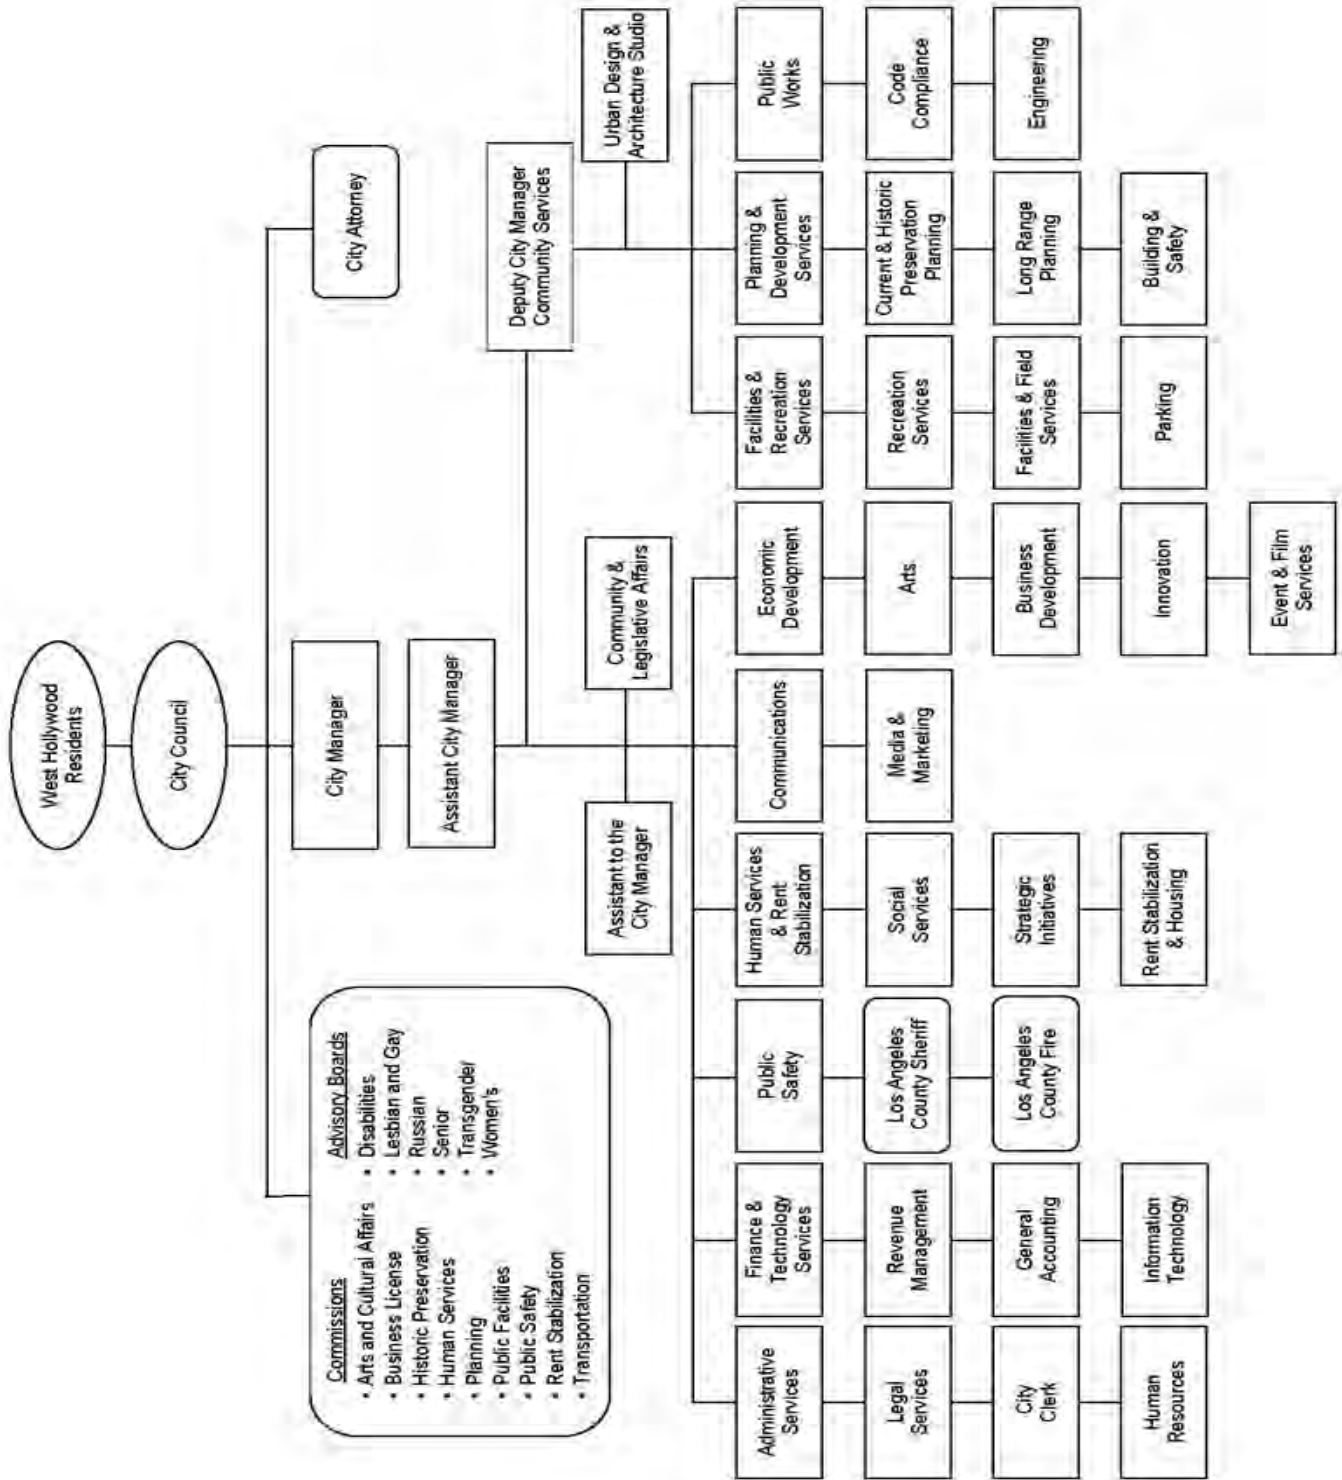 West Hollywood
Residents
City Council
City Manager
Assistant City Manager
City Attorney
Commissions
• Arts and Cultural Affairs
• Business License
• Historic Preservation
• Human Services
• Planning
• Public Facilities
• Public Safety
• Rent Stabilization
• Transportation
Advisory Boards
• Disabilities
• Lesbian and Gay
• Russian
• Senior
• Transgender
• Women's
Deputy City Manager
Community Services
Assistant to the
City Manager
Community &
Legislative Affairs
Urban Design &
Architecture Studio
Administrative
Services
Legal
Services
City
Clerk
Human
Resources
Finance &
Technology
Services
Revenue
Management
General
Accounting
Information
Technology
Public
Safety
Los Angeles
County Sheriff
Los Angeles
County Fire
Human Services
& Rent
Stabilization
Social
Services
Strategic
Initiatives
Rent Stabilization
& Housing
Communications
Media &
Marketing
Economic
Development
Arts
Business
Development
Innovation
Event & Film
Services
Facilities &
Recreation
Services
Recreation
Services
Facilities & Field
Services
Parking
Planning &
Development
Services
Current & Historic
Preservation
Planning
Long Range
Planning
Building &
Safety
Public
Works
Code
Compliance
Engineering